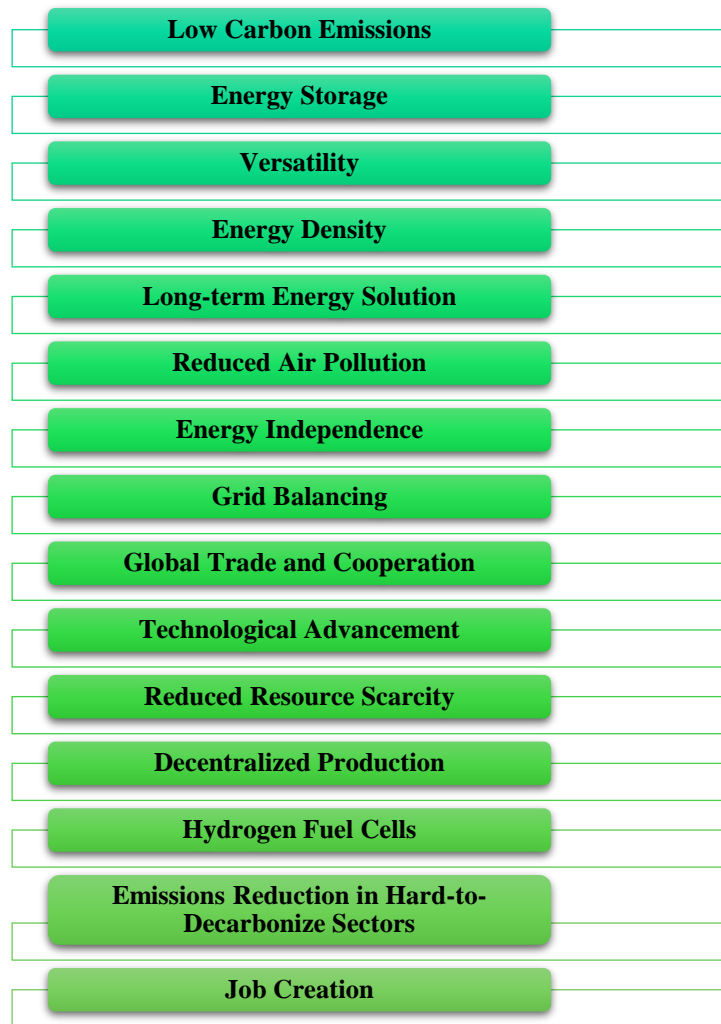 Low Carbon Emissions
Energy Storage
Versatility
Energy Density
Long-term Energy Solution
Reduced Air Pollution
Energy Independence
Grid Balancing
Global Trade and Cooperation
Technological Advancement
Reduced Resource Scarcity
Decentralized Production
Hydrogen Fuel Cells
Emissions Reduction in Hard-to-
Decarbonize Sectors
Job Creation